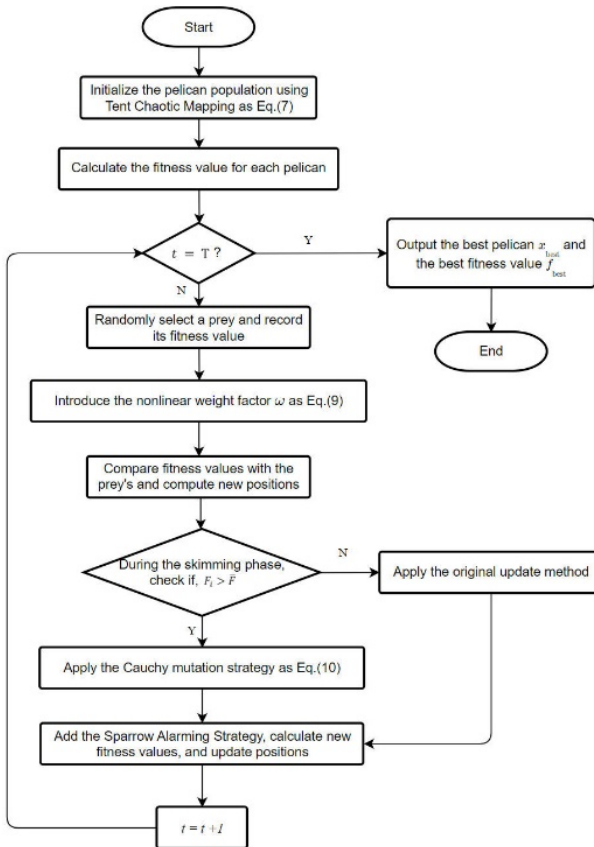 Start
Initialize the pelican population using
Tent Chaotic Mapping as Eq.(7)
Calculate the fitness value for each pelican
t = T ?
Y
Output the best pelican x_best and
the best fitness value f_best
End
N
Randomly select a prey and record
its fitness value
Introduce the nonlinear weight factor ω as Eq.(9)
Compare fitness values with the
prey's and compute new positions
During the skimming phase,
check if, F_i > F̄
N
Apply the original update method
Y
Apply the Cauchy mutation strategy as Eq.(10)
Add the Sparrow Alarming Strategy, calculate new
fitness values, and update positions
t = t +1